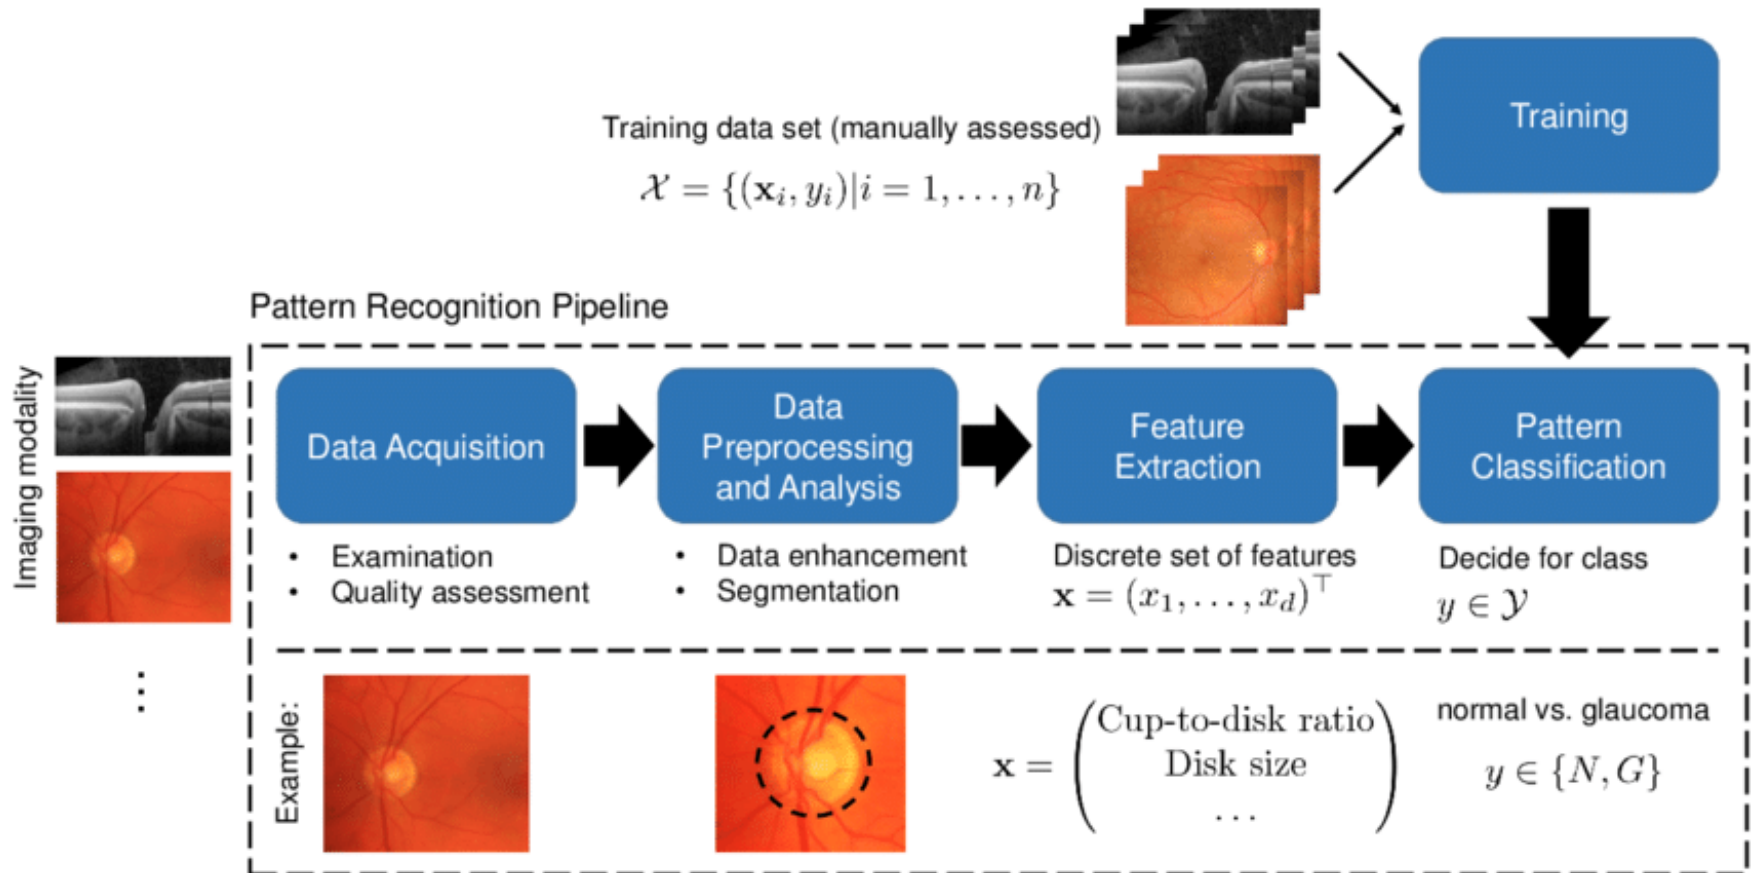 Training data set (manually assessed)
𝒳 = {(𝐱ᵢ, yᵢ)|i = 1, . . . , n}
Training
Pattern Recognition Pipeline
Imaging modality
Data Acquisition
Data
Preprocessing
and Analysis
Feature
Extraction
Pattern
Classification
• Examination
• Quality assessment
• Data enhancement
• Segmentation
Discrete set of features
𝐱 = (x₁, . . . , x_d)^⊤
Decide for class
y ∈ 𝒴
⋮
Example:
𝐱 =
Cup-to-disk ratio
Disk size
. . .
normal vs. glaucoma
y ∈ {N, G}